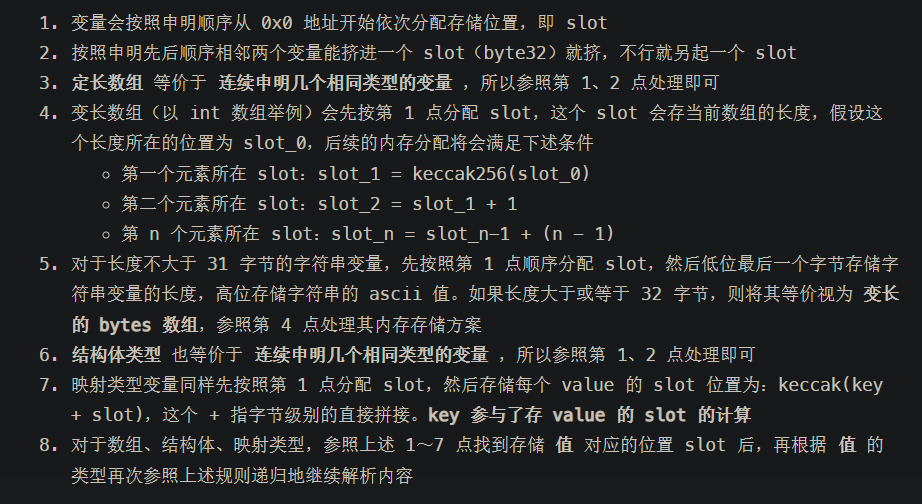 1. 变量会按照申明顺序从 0x0 地址开始依次分配存储位置，即 slot
2. 按照申明先后顺序相邻两个变量能挤进一个 slot（byte32）就挤，不行就另起一个 slot
3. 定长数组 等价于 连续申明几个相同类型的变量 ，所以参照第 1、2 点处理即可
4. 变长数组（以 int 数组举例）会先按第 1 点分配 slot，这个 slot 会存当前数组的长度，假设这
个长度所在的位置为 slot_0，后续的内存分配将会满足下述条件
○ 第一个元素所在 slot：slot_1 = keccak256(slot_0)
○ 第二个元素所在 slot：slot_2 = slot_1 + 1
○ 第 n 个元素所在 slot：slot_n = slot_n-1 + (n - 1)
5. 对于长度不大于 31 字节的字符串变量，先按照第 1 点顺序分配 slot，然后低位最后一个字节存储字
符串变量的长度，高位存储字符串的 ascii 值。如果长度大于或等于 32 字节，则将其等价视为 变长
的 bytes 数组，参照第 4 点处理其内存存储方案
6. 结构体类型 也等价于 连续申明几个相同类型的变量 ，所以参照第 1、2 点处理即可
7. 映射类型变量同样先按照第 1 点分配 slot，然后存储每个 value 的 slot 位置为：keccak(key
+ slot)，这个 + 指字节级别的直接拼接。key 参与了存 value 的 slot 的计算
8. 对于数组、结构体、映射类型，参照上述 1～7 点找到存储 值 对应的位置 slot 后，再根据 值 的
类型再次参照上述规则递归地继续解析内容